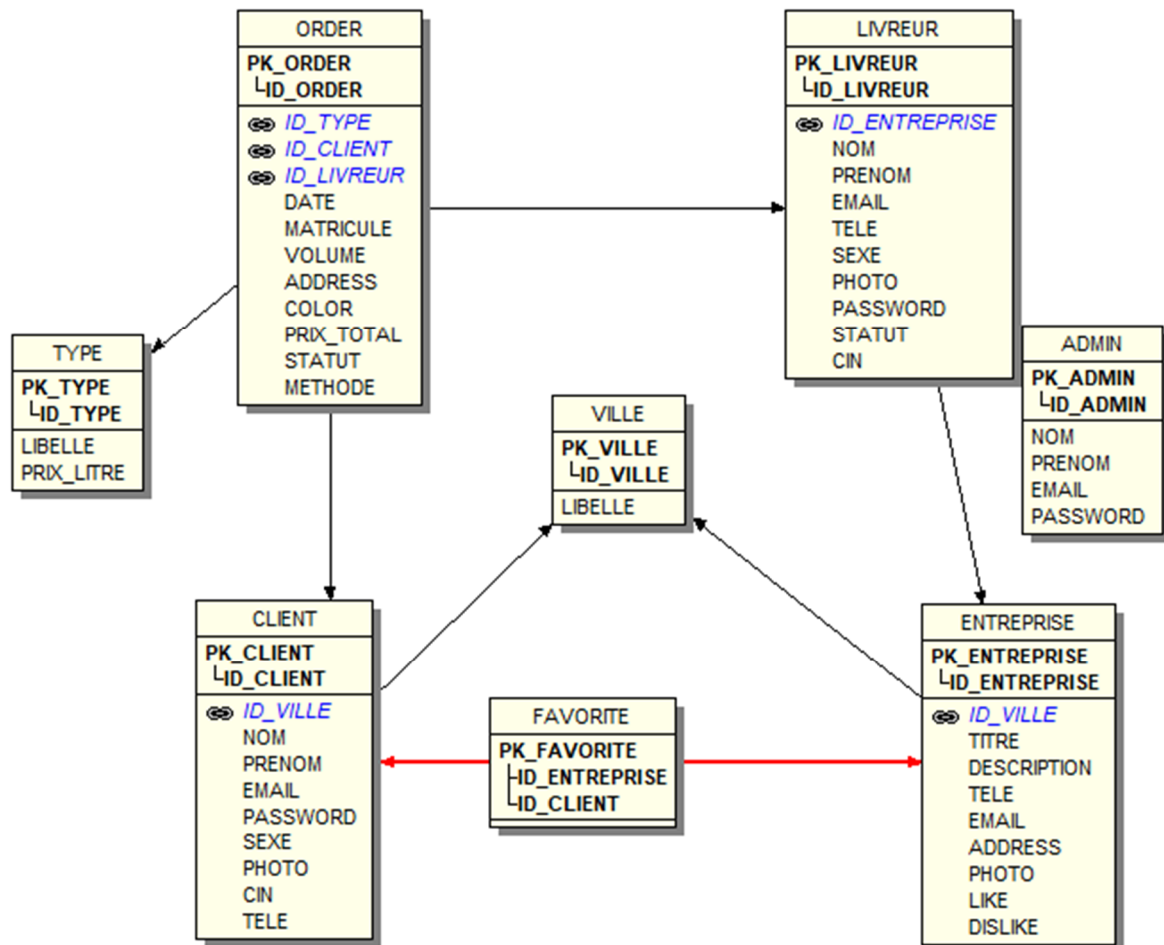 ORDER
PK_ORDER
ID_ORDER
ID_TYPE
ID_CLIENT
ID_LIVREUR
DATE
MATRICULE
VOLUME
ADDRESS
COLOR
PRIX_TOTAL
STATUT
METHODE
LIVREUR
PK_LIVREUR
ID_LIVREUR
ID_ENTREPRISE
NOM
PRENOM
EMAIL
TELE
SEXE
PHOTO
PASSWORD
STATUT
CIN
TYPE
PK_TYPE
ID_TYPE
LIBELLE
PRIX_LITRE
VILLE
PK_VILLE
ID_VILLE
LIBELLE
ADMIN
PK_ADMIN
ID_ADMIN
NOM
PRENOM
EMAIL
PASSWORD
CLIENT
PK_CLIENT
ID_CLIENT
ID_VILLE
NOM
PRENOM
EMAIL
PASSWORD
SEXE
PHOTO
CIN
TELE
FAVORITE
PK_FAVORITE
ID_ENTREPRISE
ID_CLIENT
ENTREPRISE
PK_ENTREPRISE
ID_ENTREPRISE
ID_VILLE
TITRE
DESCRIPTION
TELE
EMAIL
ADDRESS
PHOTO
LIKE
DISLIKE